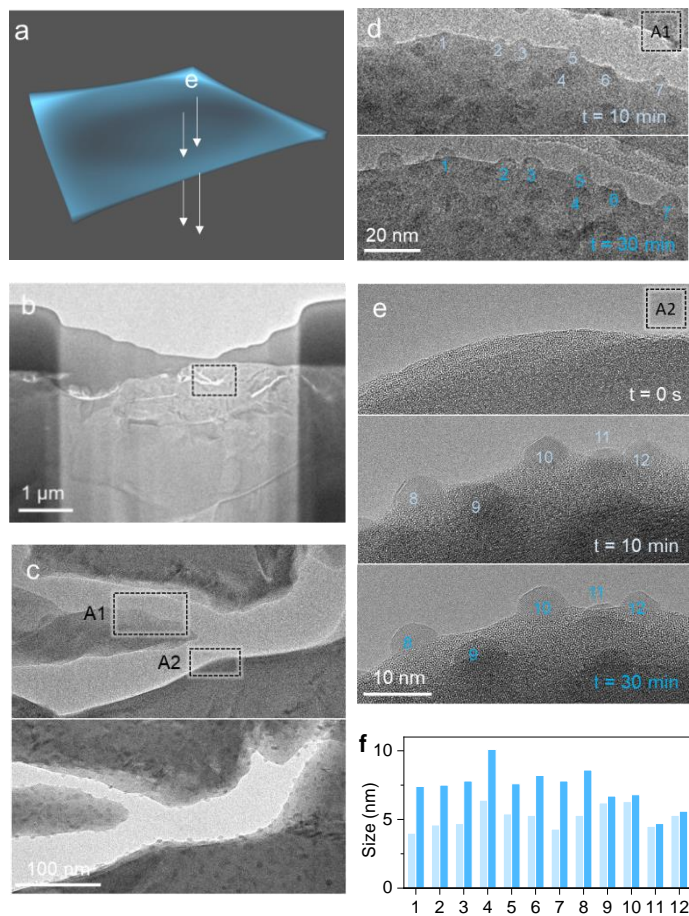 a
e
b
1 µm
c
A1
A2
100 nm
d
A1
1
2
3
5
4
6
7
t = 10 min
1
2
3
5
4
6
7
t = 30 min
20 nm
e
A2
t = 0 s
11
10
12
8
9
t = 10 min
11
10
12
8
9
t = 30 min
10 nm
f
10
5
0
Size (nm)
1 2 3 4 5 6 7 8 9 10 11 12